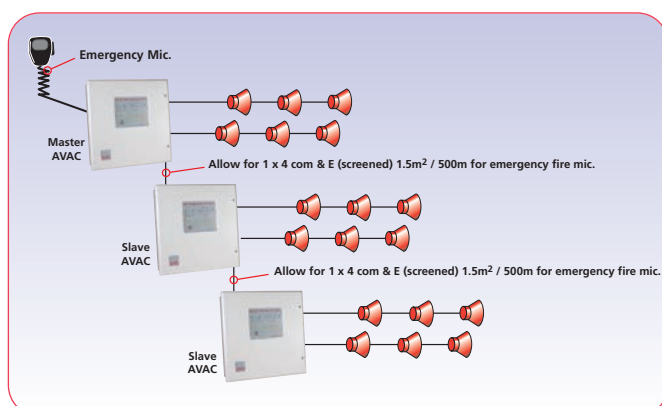 Emergency Mic.
Master
AVAC
Allow for 1 x 4 com & E (screened) 1.5m² / 500m for emergency fire mic.
Slave
AVAC
Allow for 1 x 4 com & E (screened) 1.5m² / 500m for emergency fire mic.
Slave
AVAC